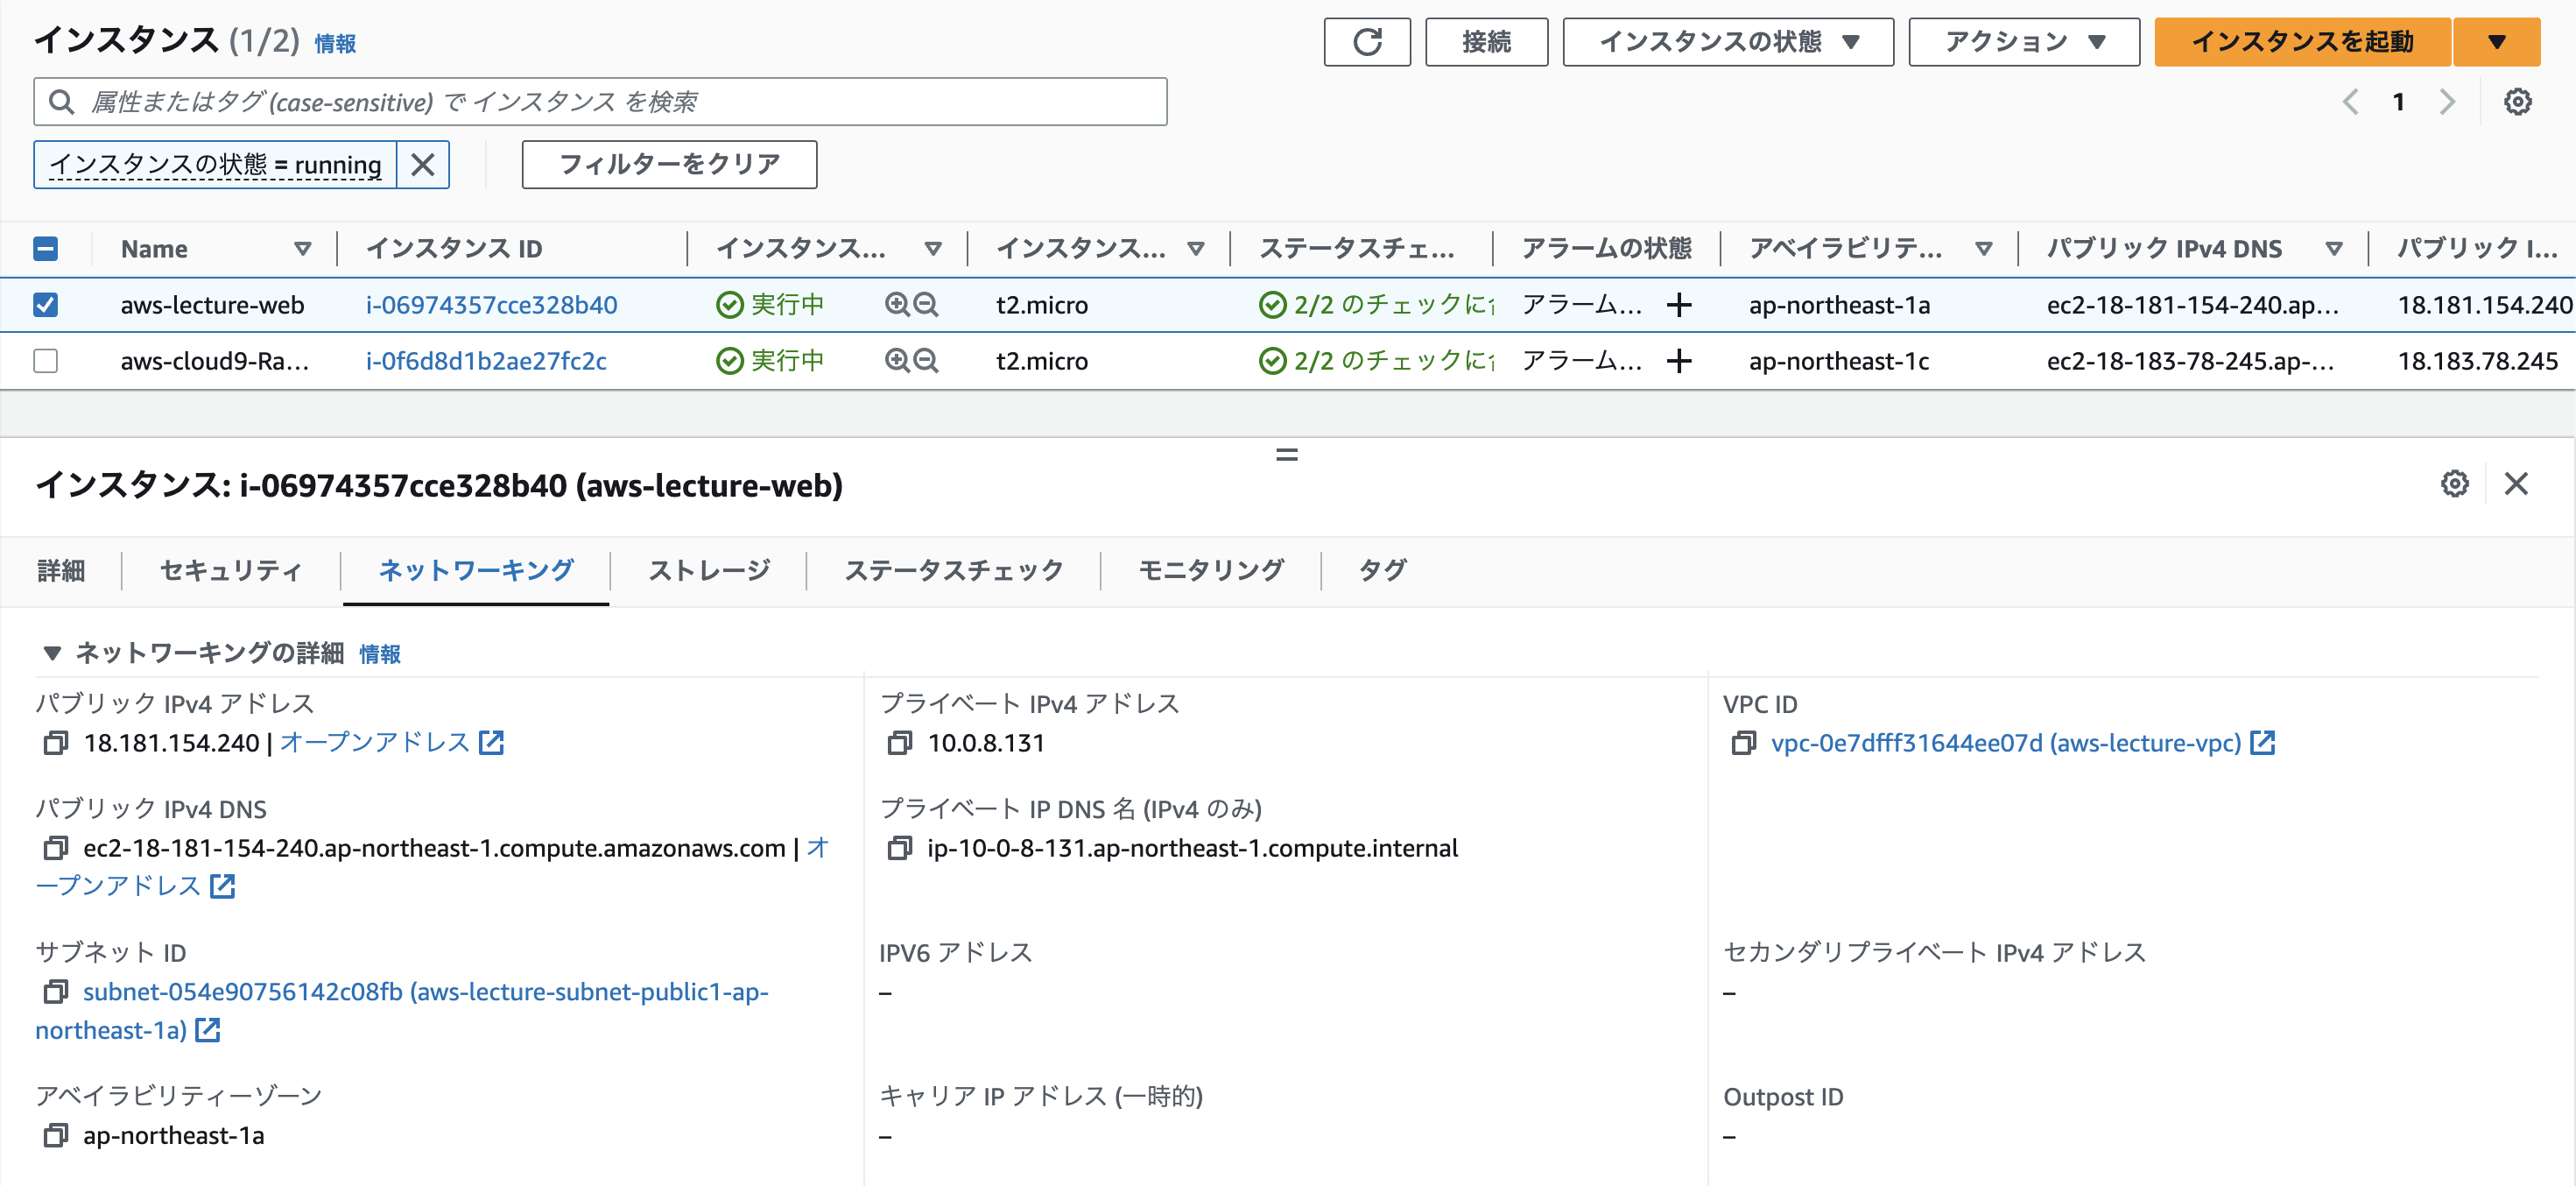 インスタンス (1/2) 情報
接続
インスタンスの状態
アクション
インスタンスを起動
属性またはタグ (case-sensitive) で インスタンス を検索
1
インスタンスの状態 = running
フィルターをクリア
Name インスタンス ID インスタンス... インスタンス... ステータスチェ... アラームの状態 アベイラビリテ... パブリック IPv4 DNS パブリック I...
aws-lecture-web i-06974357cce328b40 実行中 t2.micro 2/2 のチェックに アラーム... ap-northeast-1a ec2-18-181-154-240.ap... 18.181.154.240
aws-cloud9-Ra... i-0f6d8d1b2ae27fc2c 実行中 t2.micro 2/2 のチェックに アラーム... ap-northeast-1c ec2-18-183-78-245.ap-... 18.183.78.245
インスタンス: i-06974357cce328b40 (aws-lecture-web)
詳細 セキュリティ ネットワーキング ストレージ ステータスチェック モニタリング タグ
ネットワーキングの詳細 情報
パブリック IPv4 アドレス
18.181.154.240 | オープンアドレス
プライベート IPv4 アドレス
10.0.8.131
VPC ID
vpc-0e7dfff31644ee07d (aws-lecture-vpc)
パブリック IPv4 DNS
ec2-18-181-154-240.ap-northeast-1.compute.amazonaws.com | オ
ープンアドレス
プライベート IP DNS 名 (IPv4 のみ)
ip-10-0-8-131.ap-northeast-1.compute.internal
サブネット ID
subnet-054e90756142c08fb (aws-lecture-subnet-public1-ap-
northeast-1a)
IPV6 アドレス
–
セカンダリプライベート IPv4 アドレス
–
アベイラビリティーゾーン
ap-northeast-1a
キャリア IP アドレス (一時的)
–
Outpost ID
–